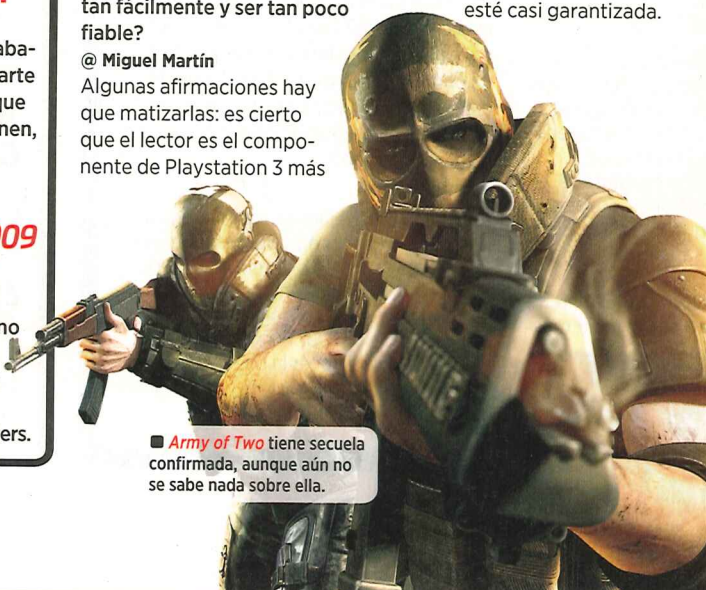 aba-
arte
que
nen,
009
no
ers.
tan fácilmente y ser tan poco
fiable?
@ Miguel Martín
Algunas afirmaciones hay
que matizarlas: es cierto
que el lector es el compo-
nente de Playstation 3 más
esté casi garantizada.
■ Army of Two tiene secuela
confirmada, aunque aún no
se sabe nada sobre ella.